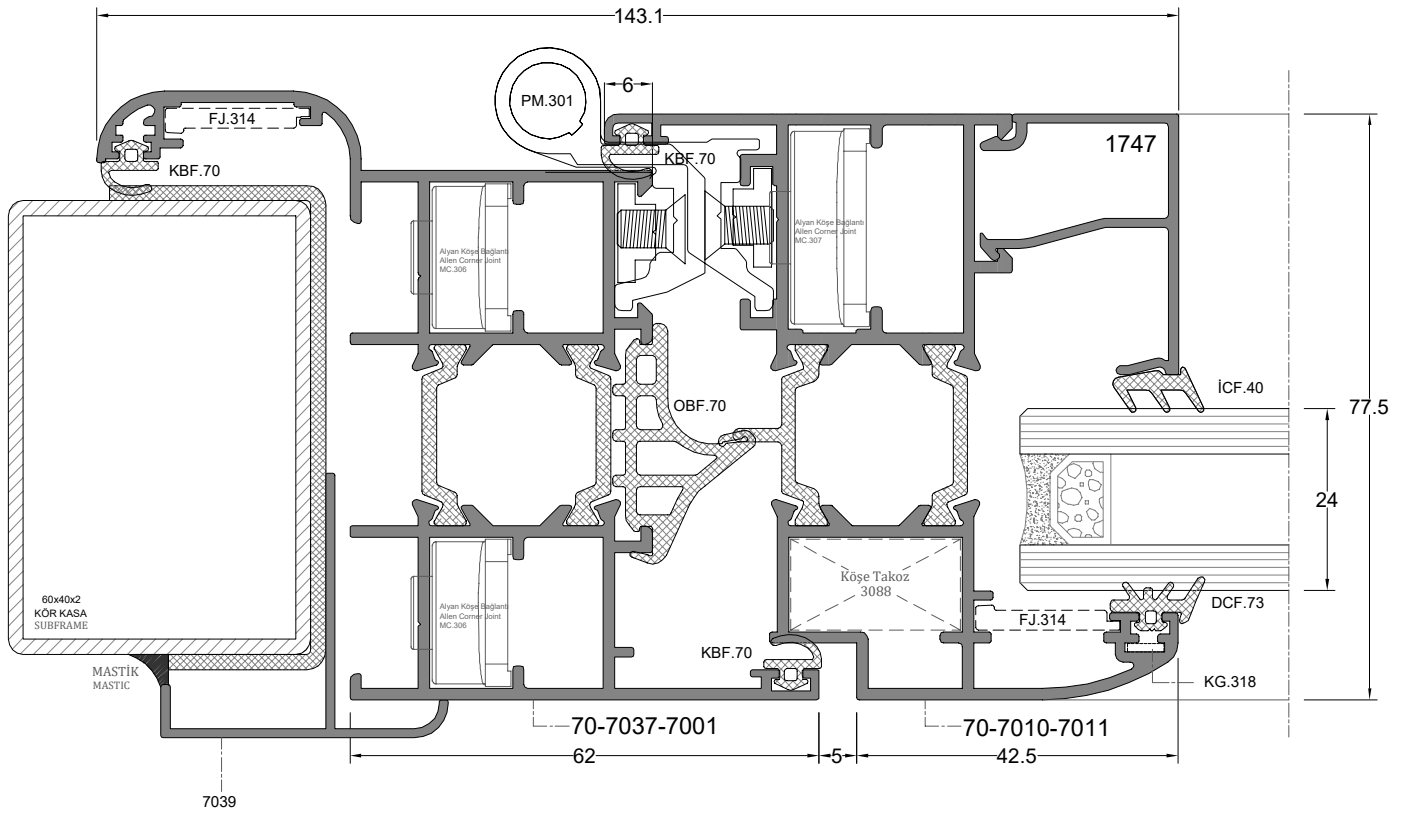 143.1
6
PM.301
FJ.314
KBF.70
KBF.70
1747
Alyan Köşe Bağlantı
Allen Corner Joint
MC.306
Alyan Köşe Bağlantı
Allen Corner Joint
MC.307
İCF.40
OBF.70
77.5
24
Köşe Takoz
3088
60x40x2
KÖR KASA
SUBFRAME
Alyan Köşe Bağlantı
Allen Corner Joint
MC.306
DCF.73
FJ.314
KBF.70
MASTİK
MASTIC
KG.318
70-7037-7001
70-7010-7011
62
5
42.5
7039